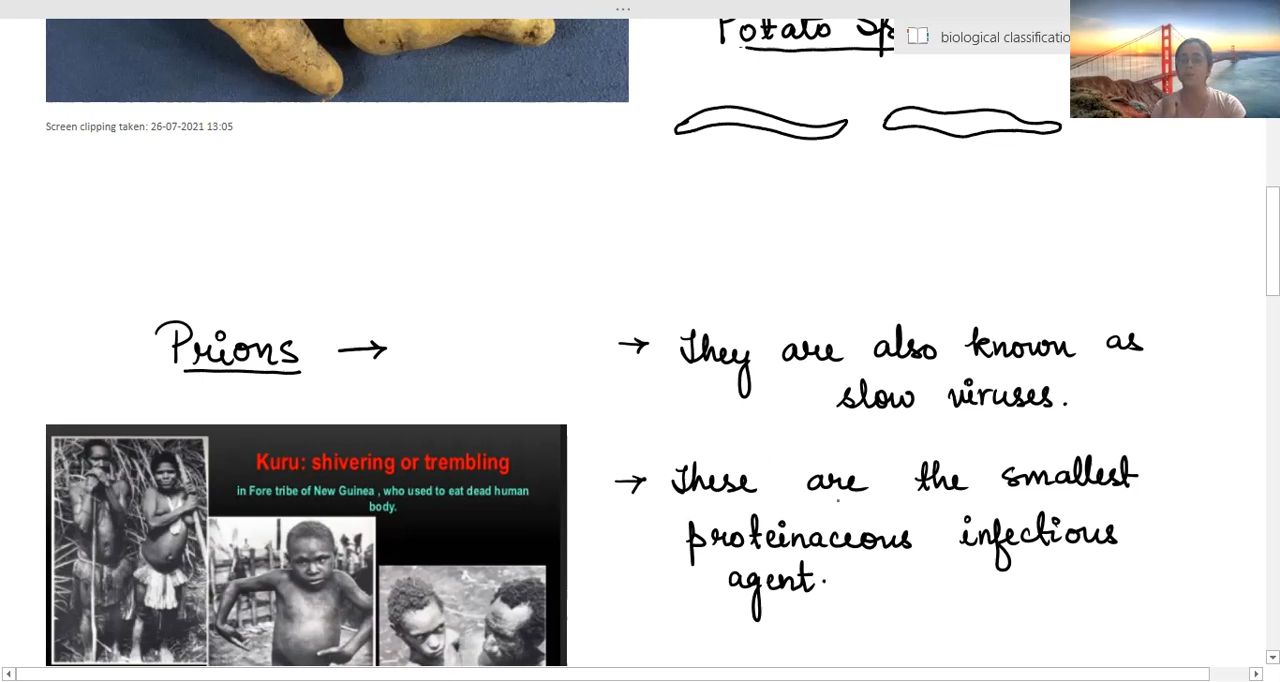 Pottato Sp
biological classificatio
Screen clipping taken: 26-07-2021 13:05
Prions →
→ They are also known as
slow viruses.
Kuru: shivering or trembling
in Fore tribe of New Guinea , who used to eat dead human
body.
→ These are the smallest
proteinaceous infectious
agent.